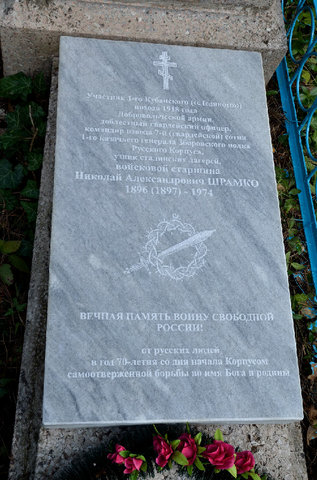 Участник 1-го Кубанского («Ледяного»)
похода 1918 года
Добровольческой армии,
доблестный гвардейский офицер,
командир взвода 7-й (гвардейской) сотни
1-го казачьего генерала Зборовского полка
Русского Корпуса,
узник сталинских лагерей,
войсковой старшина
Николай Александрович ШРАМКО
1896 (1897) - 1974
ВЕЧНАЯ ПАМЯТЬ ВОИНУ СВОБОДНОЙ
РОССИИ!
от русских людей
в год 70-летия со дня начала Корпусом
самоотверженной борьбы во имя Бога и родины